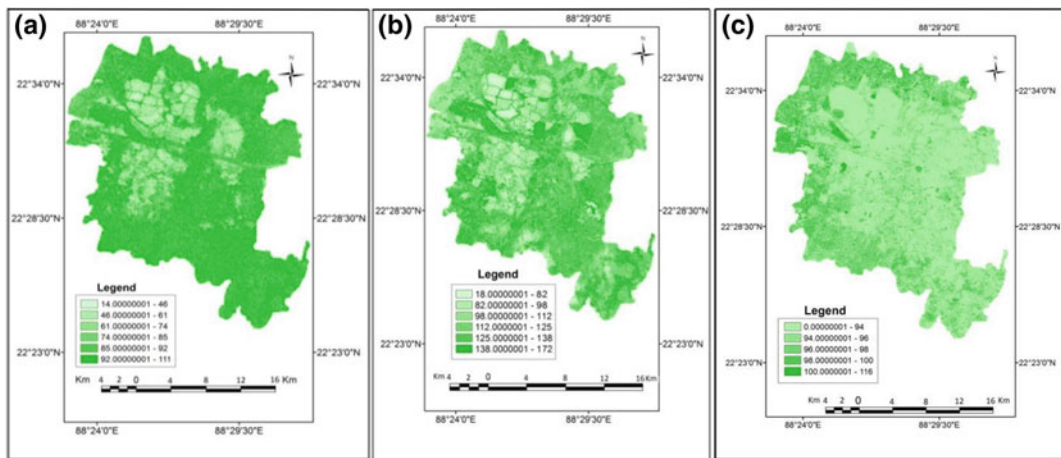 (a)
88°24'0"E 88°29'30"E
N
22°34'0"N 22°34'0"N
22°28'30"N 22°28'30"N
Legend
14.00000001 - 46
46.00000001 - 61
61.00000001 - 74
74.00000001 - 85
85.00000001 - 92
92.00000001 - 111
22°23'0"N 22°23'0"N
Km 4 2 0 4 8 12 16 Km
88°24'0"E 88°29'30"E
(b)
88°24'0"E 88°29'30"E
N
22°34'0"N 22°34'0"N
22°28'30"N 22°28'30"N
Legend
18.00000001 - 82
82.00000001 - 98
98.00000001 - 112
112.0000001 - 125
125.0000001 - 138
138.0000001 - 172
22°23'0"N 22°23'0"N
Km 4 2 0 4 8 12 16 Km
88°24'0"E 88°29'30"E
(c)
88°24'0"E 88°29'30"E
N
22°34'0"N 22°34'0"N
22°28'30"N 22°28'30"N
Legend
0.00000001 - 94
94.00000001 - 96
96.00000001 - 98
98.00000001 - 100
100.0000001 - 116
22°23'0"N 22°23'0"N
Km 4 2 0 4 8 12 16 Km
88°24'0"E 88°29'30"E